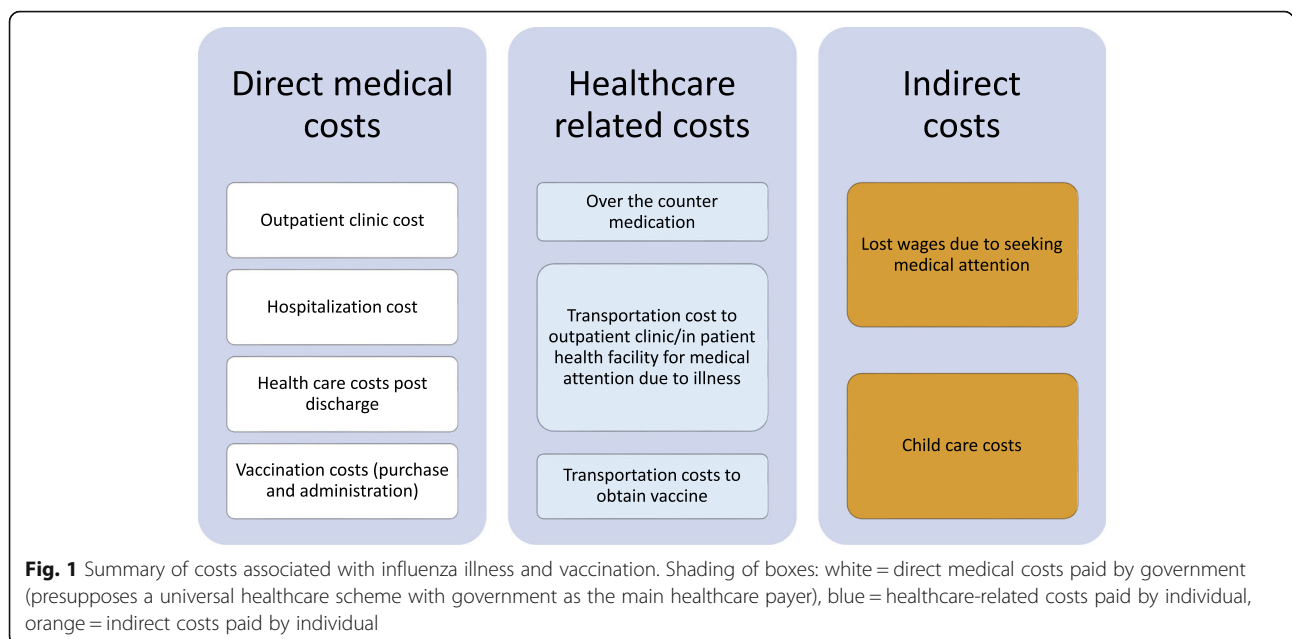 Direct medical
costs
Outpatient clinic cost
Hospitalization cost
Health care costs post
discharge
Vaccination costs (purchase
and administration)
Healthcare
related costs
Over the counter
medication
Transportation cost to
outpatient clinic/in patient
health facility for medical
attention due to illness
Transportation costs to
obtain vaccine
Indirect
costs
Lost wages due to seeking
medical attention
Child care costs
Fig. 1 Summary of costs associated with influenza illness and vaccination. Shading of boxes: white = direct medical costs paid by government
(presupposes a universal healthcare scheme with government as the main healthcare payer), blue = healthcare-related costs paid by individual,
orange = indirect costs paid by individual